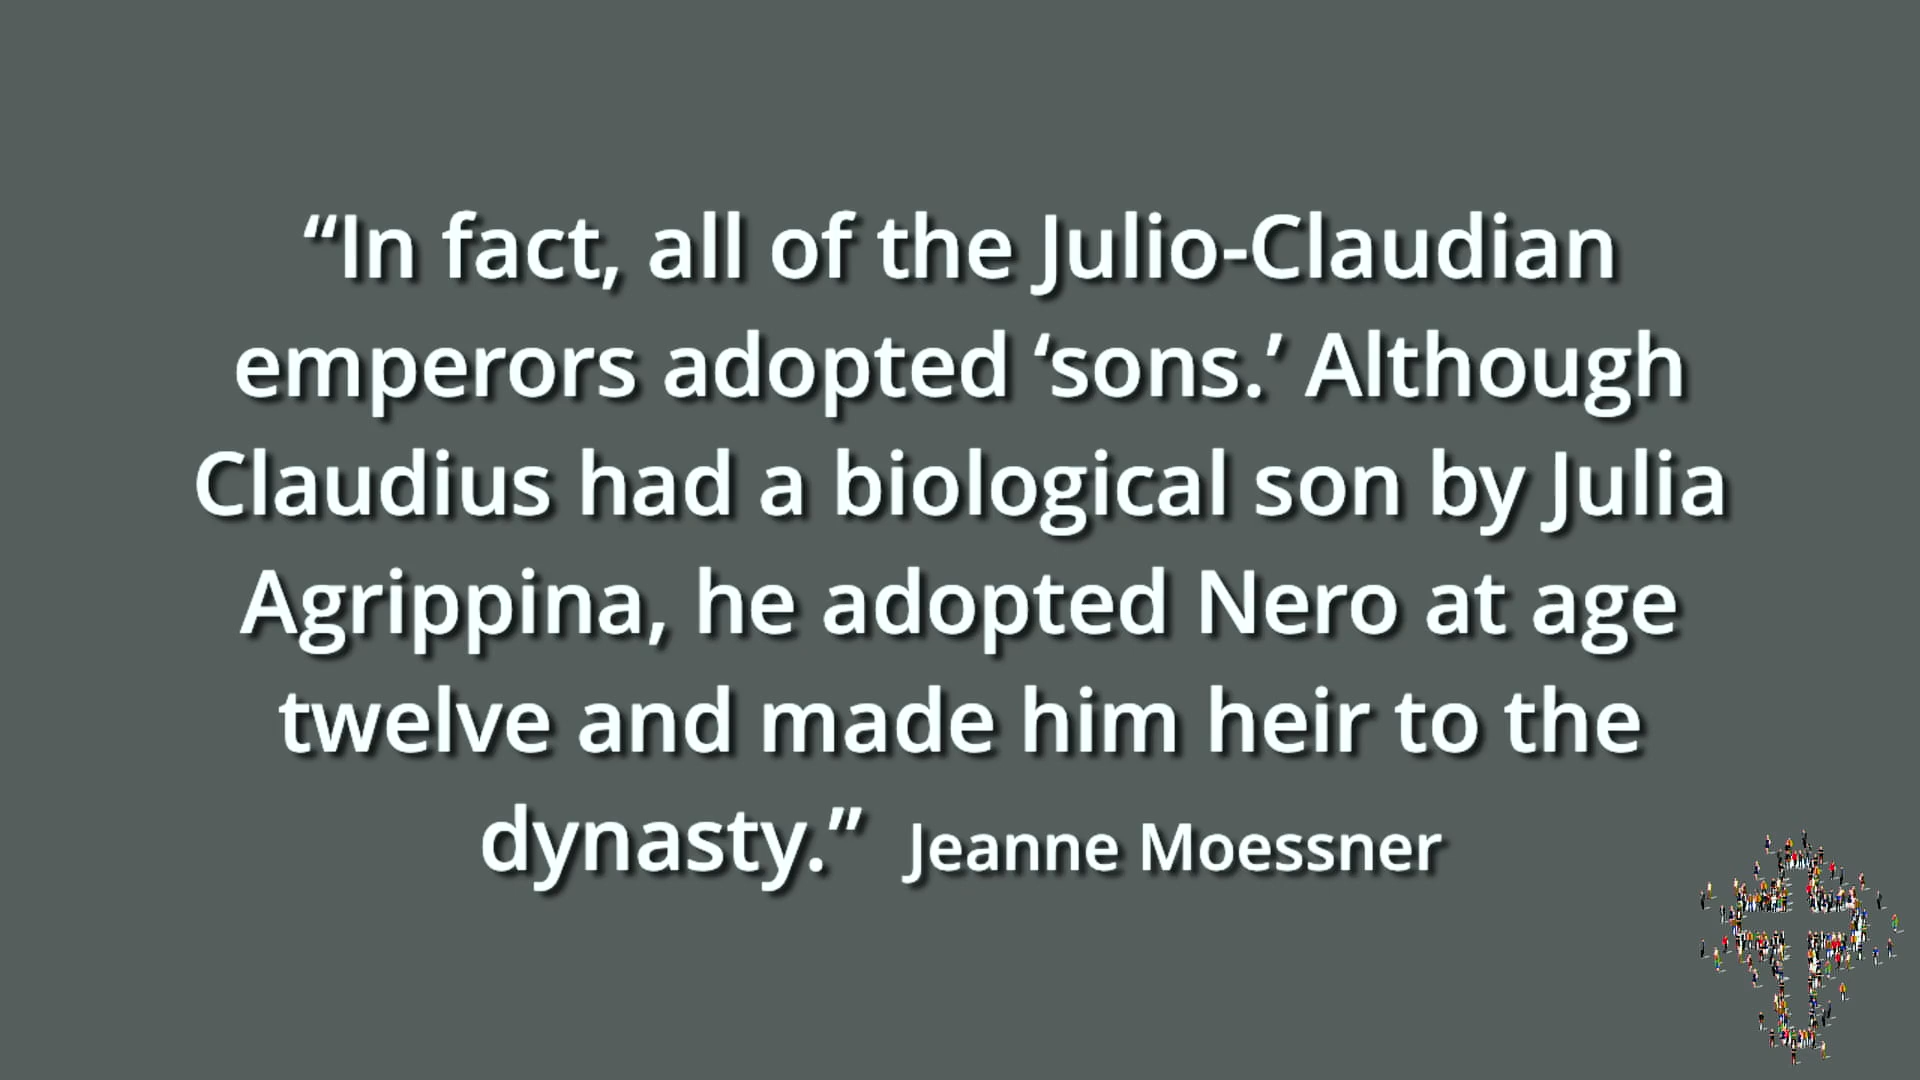 “In fact, all of the Julio-Claudian
emperors adopted ‘sons.’ Although
Claudius had a biological son by Julia
Agrippina, he adopted Nero at age
twelve and made him heir to the
dynasty.” Jeanne Moessner